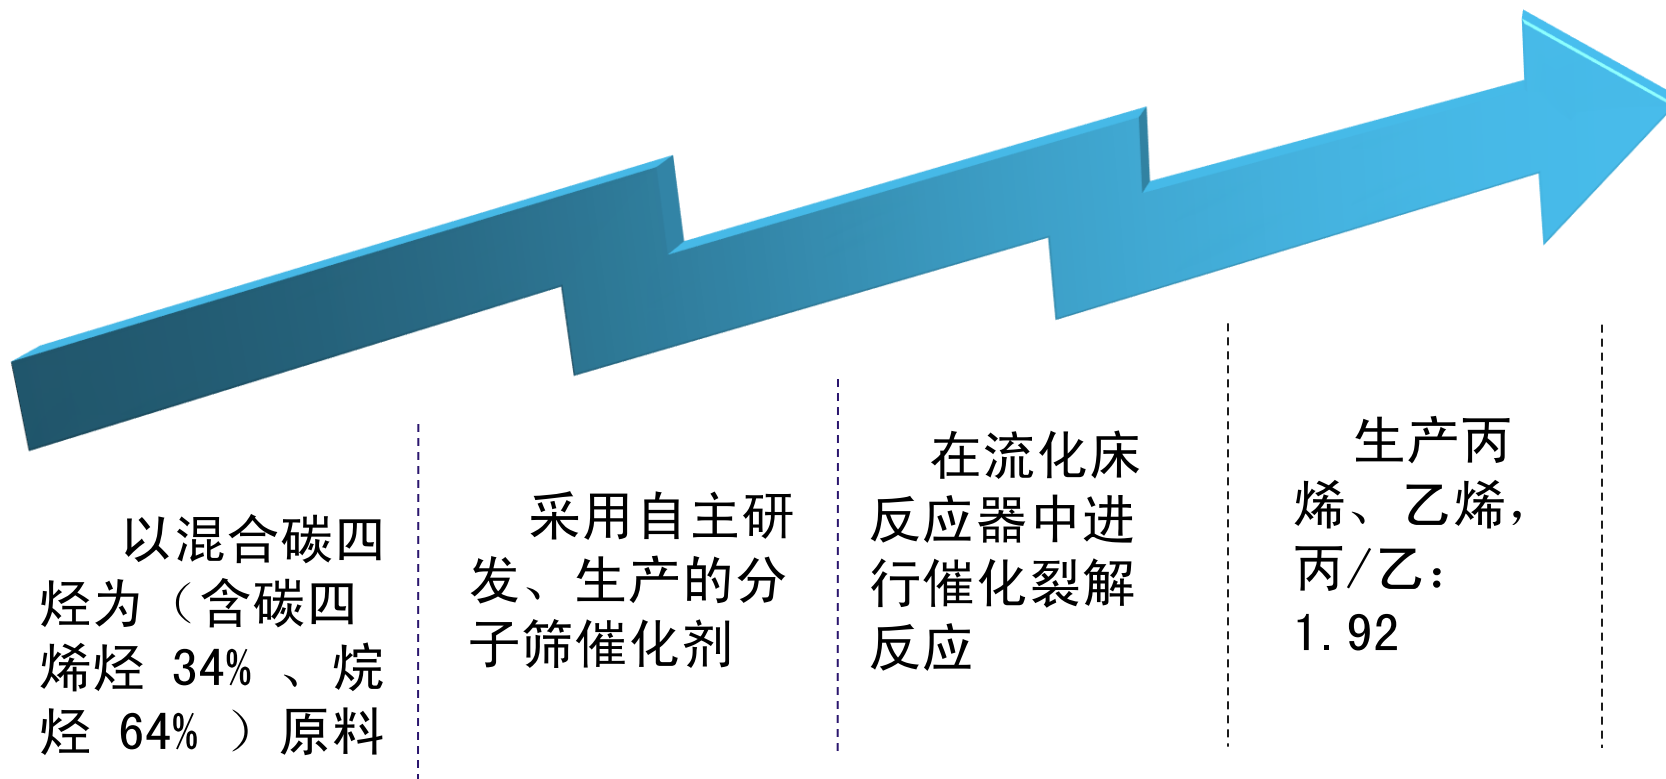 以混合碳四
烃为（含碳四
烯烃 34% 、烷
烃 64% ）原料
采用自主研
发、生产的分
子筛催化剂
在流化床
反应器中进
行催化裂解
反应
生产丙
烯、乙烯，
丙/乙：
1.92